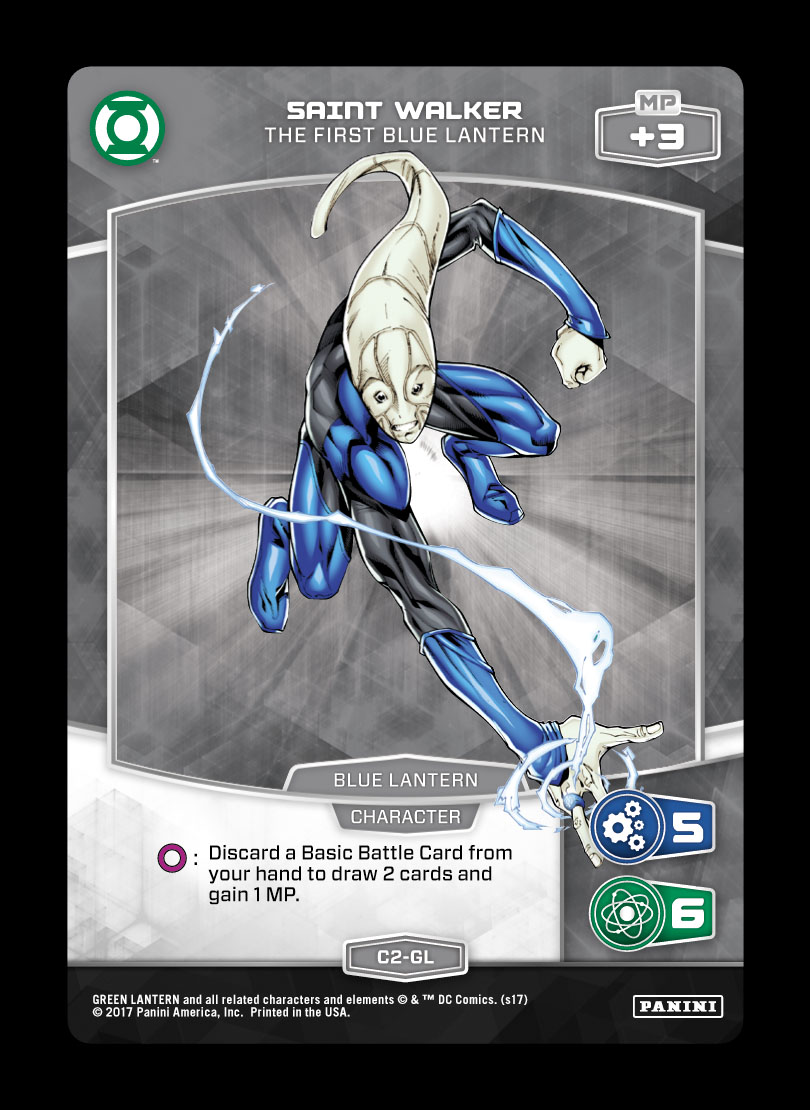 SAINT WALKER
THE FIRST BLUE LANTERN
MP
+3
TM
BLUE LANTERN
CHARACTER
: Discard a Basic Battle Card from
your hand to draw 2 cards and
gain 1 MP.
5
6
C2-GL
GREEN LANTERN and all related characters and elements © & ™ DC Comics. (s17)
© 2017 Panini America, Inc. Printed in the USA.
PANINI